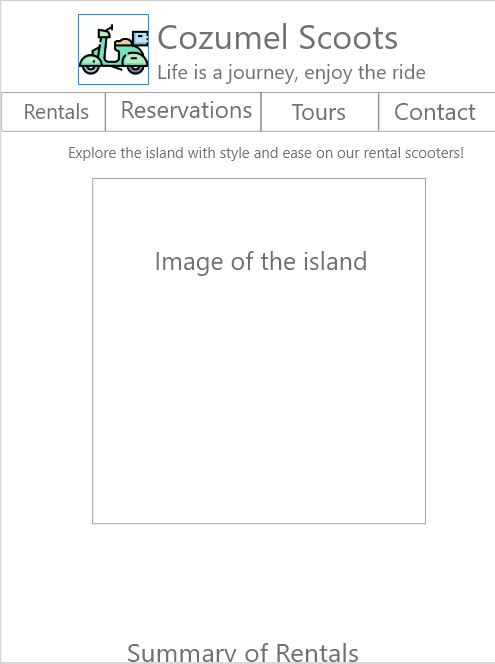 Cozumel Scoots
Life is a journey, enjoy the ride
Rentals Reservations Tours Contact
Explore the island with style and ease on our rental scooters!
Image of the island
Summary of Rentals